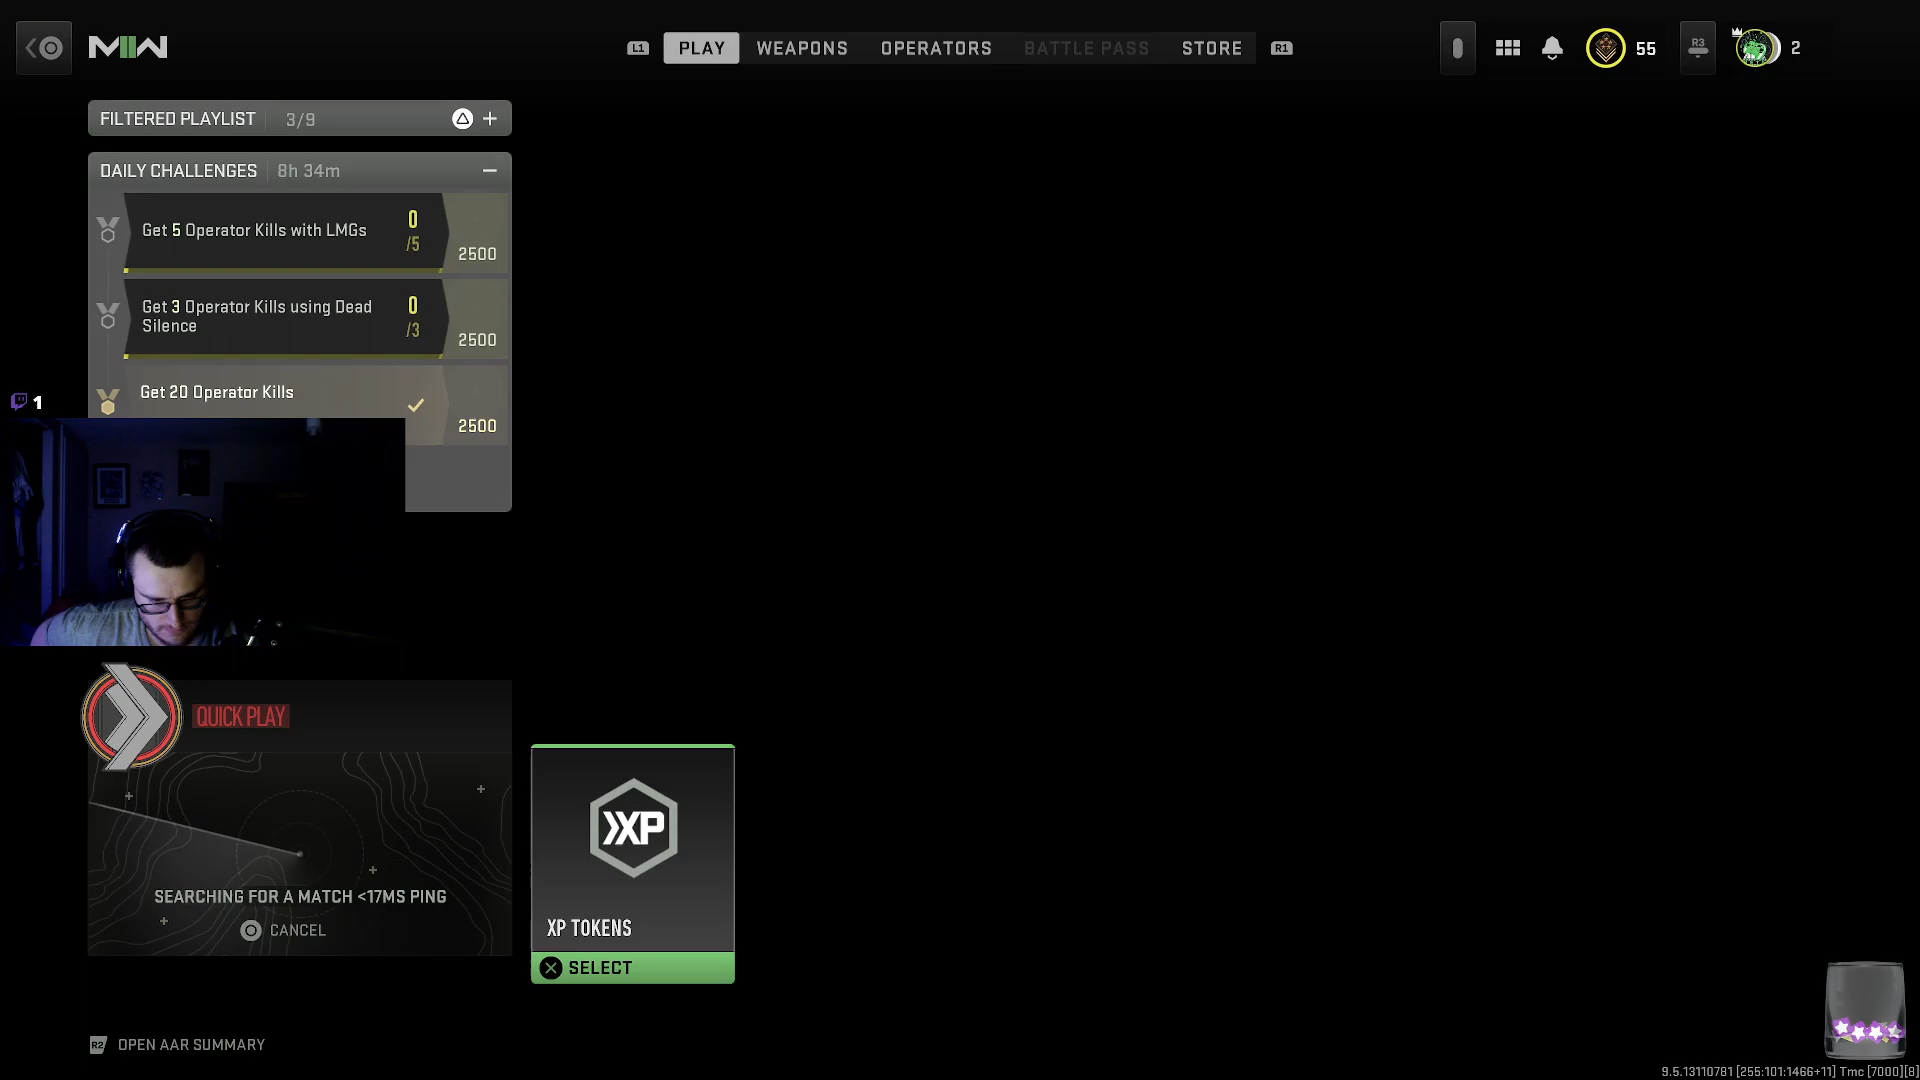 MW
L1 PLAY WEAPONS OPERATORS BATTLE PASS STORE R1
55
R3
2
FILTERED PLAYLIST 3/9
DAILY CHALLENGES 8h 34m
Get 5 Operator Kills with LMGs
0
/5
2500
Get 3 Operator Kills using Dead
Silence
0
/3
2500
Get 20 Operator Kills
2500
1
QUICK PLAY
SEARCHING FOR A MATCH <17MS PING
CANCEL
XP
XP TOKENS
SELECT
R2 OPEN AAR SUMMARY
9.5.13110781 [255:101:1466+11] Tmc [7000][8]